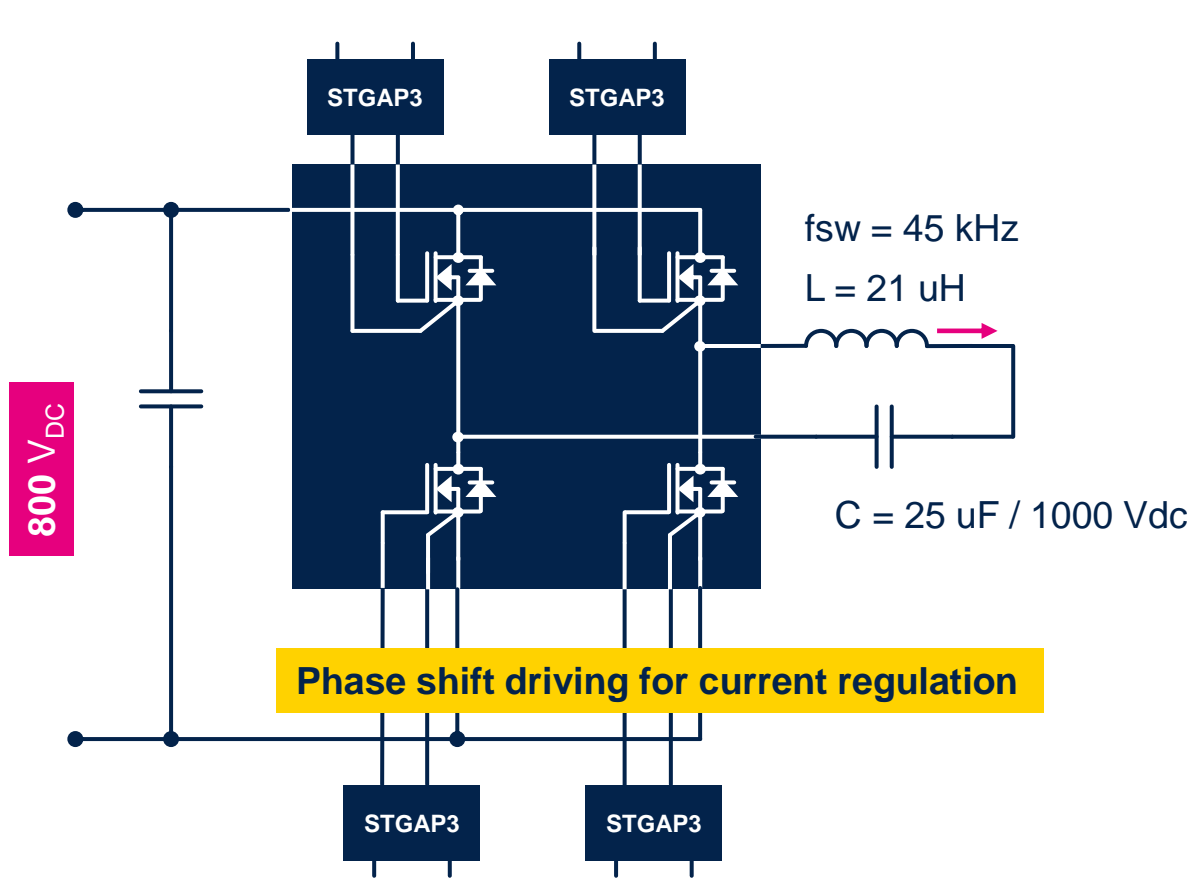 STGAP3
STGAP3
fsw = 45 kHz
L = 21 uH
800 VDC
C = 25 uF / 1000 Vdc
Phase shift driving for current regulation
STGAP3
STGAP3